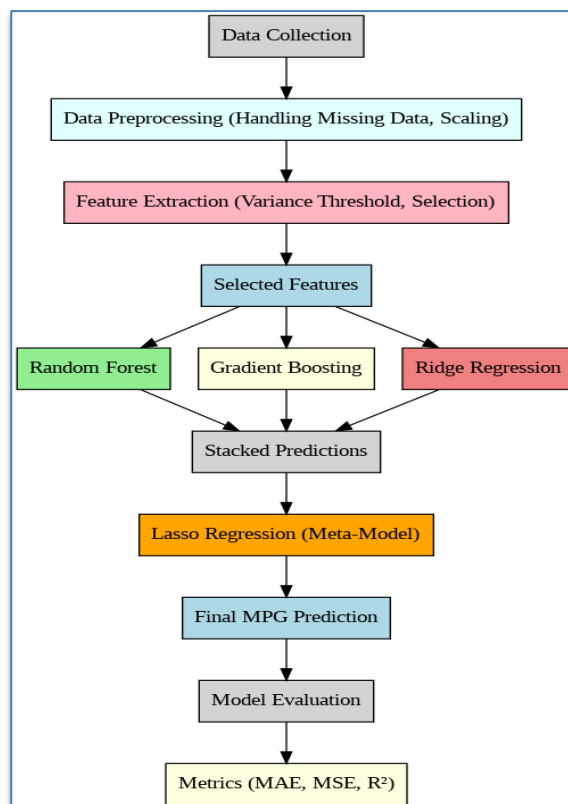 Data Collection
Data Preprocessing (Handling Missing Data, Scaling)
Feature Extraction (Variance Threshold, Selection)
Selected Features
Random Forest
Gradient Boosting
Ridge Regression
Stacked Predictions
Lasso Regression (Meta-Model)
Final MPG Prediction
Model Evaluation
Metrics (MAE, MSE, R²)